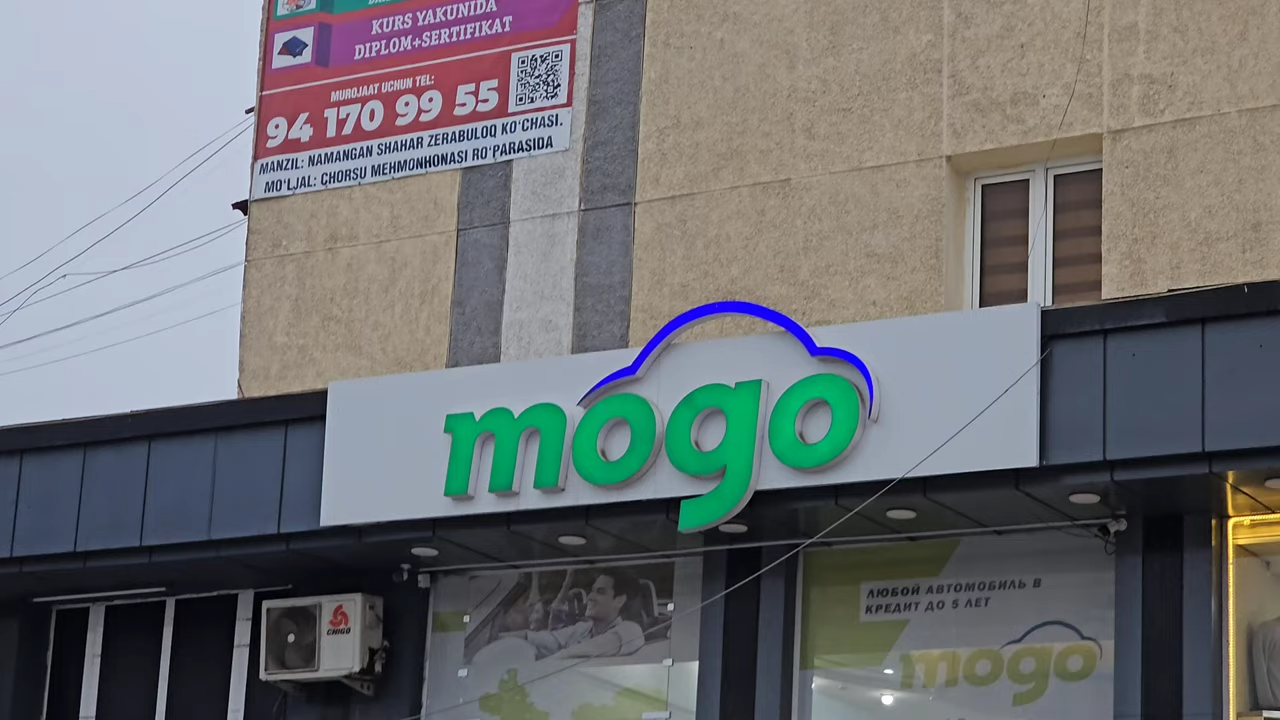 KURS YAKUNIDA
DIPLOM+SERTIFIKAT
MUROJAAT UCHUN TEL:
94 170 99 55
MANZIL: NAMANGAN SHAHAR ZERABULOQ KO'CHASI.
MO'LJAL: CHORSU MEHMONHONASI RO'PARASIDA
mogo
CHIGO
ЛЮБОЙ АВТОМОБИЛЬ В
КРЕДИТ ДО 5 ЛЕТ
mogo